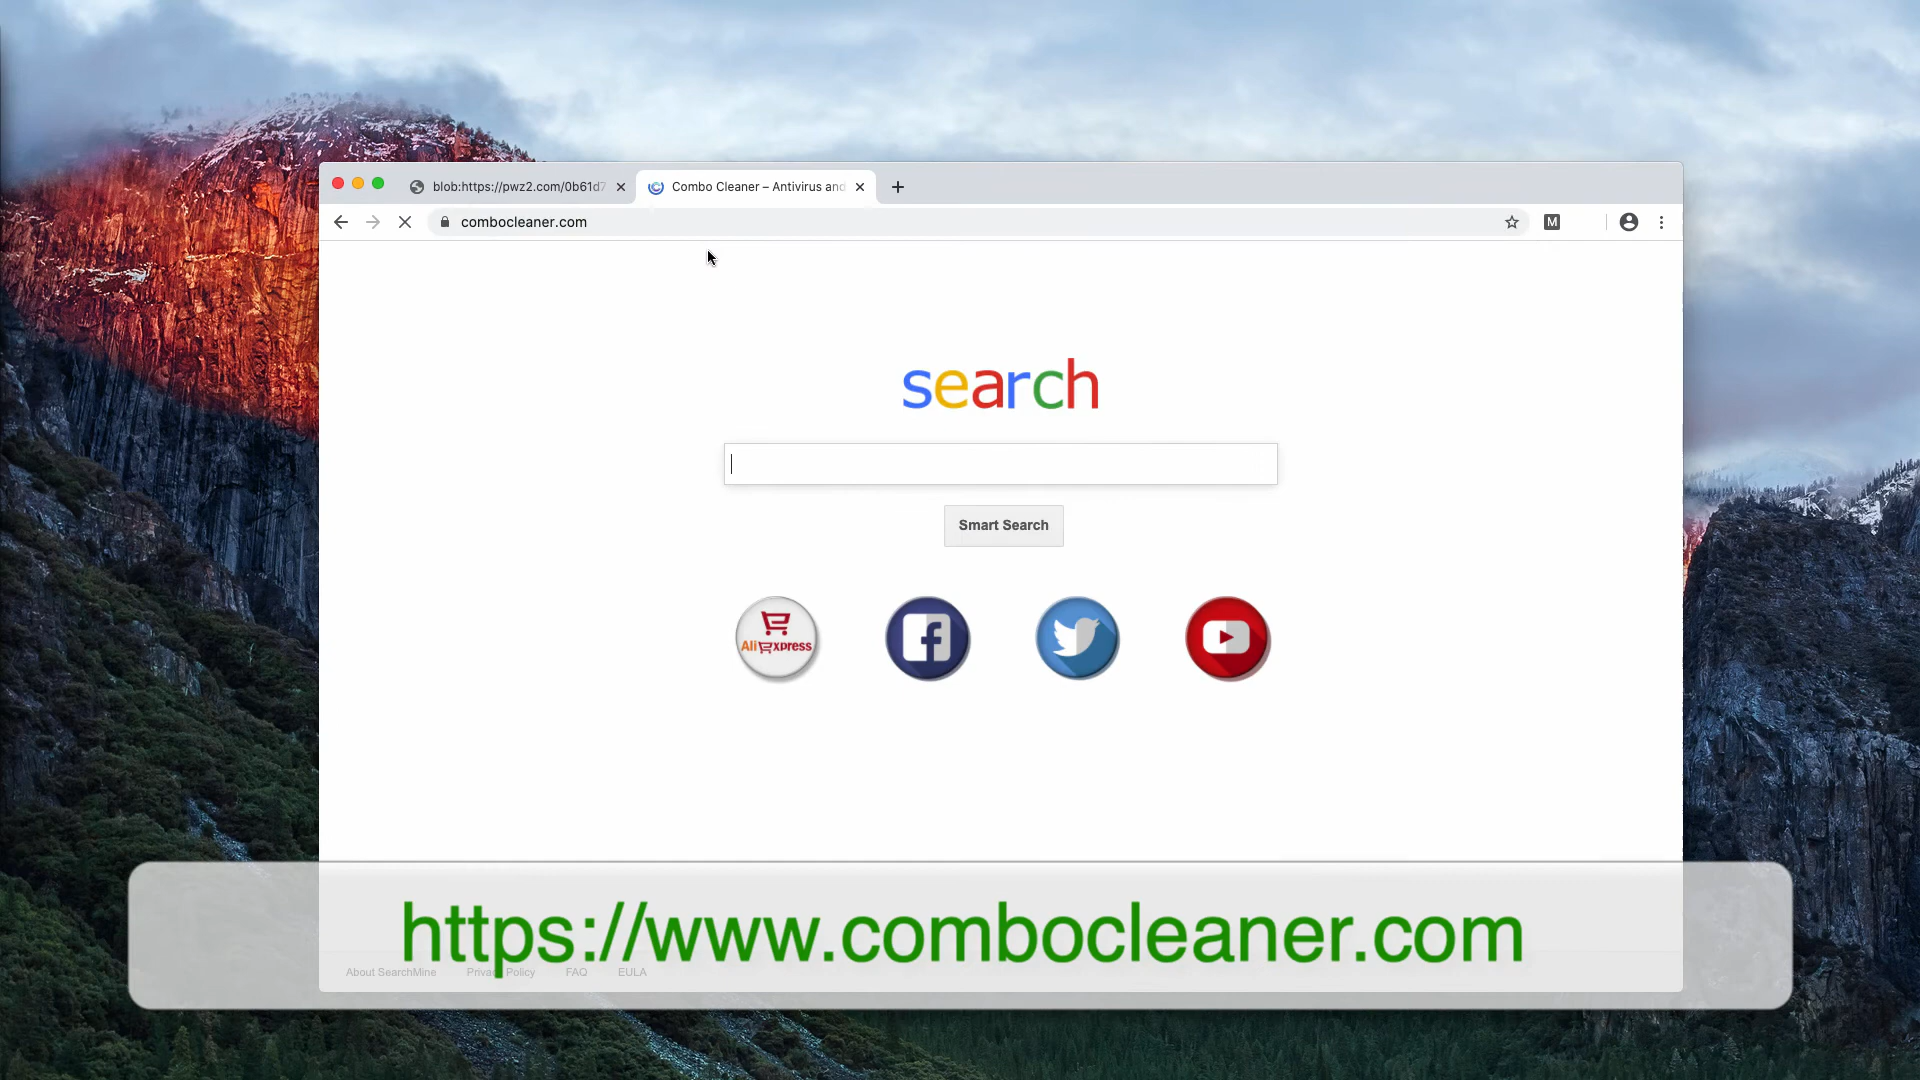 blob:https://pwz2.com/0b61d7
Combo Cleaner – Antivirus and
combocleaner.com
M
search
Smart Search
AliExpress
https://www.combocleaner.com
About SearchMine
Privacy Policy
FAQ
EULA